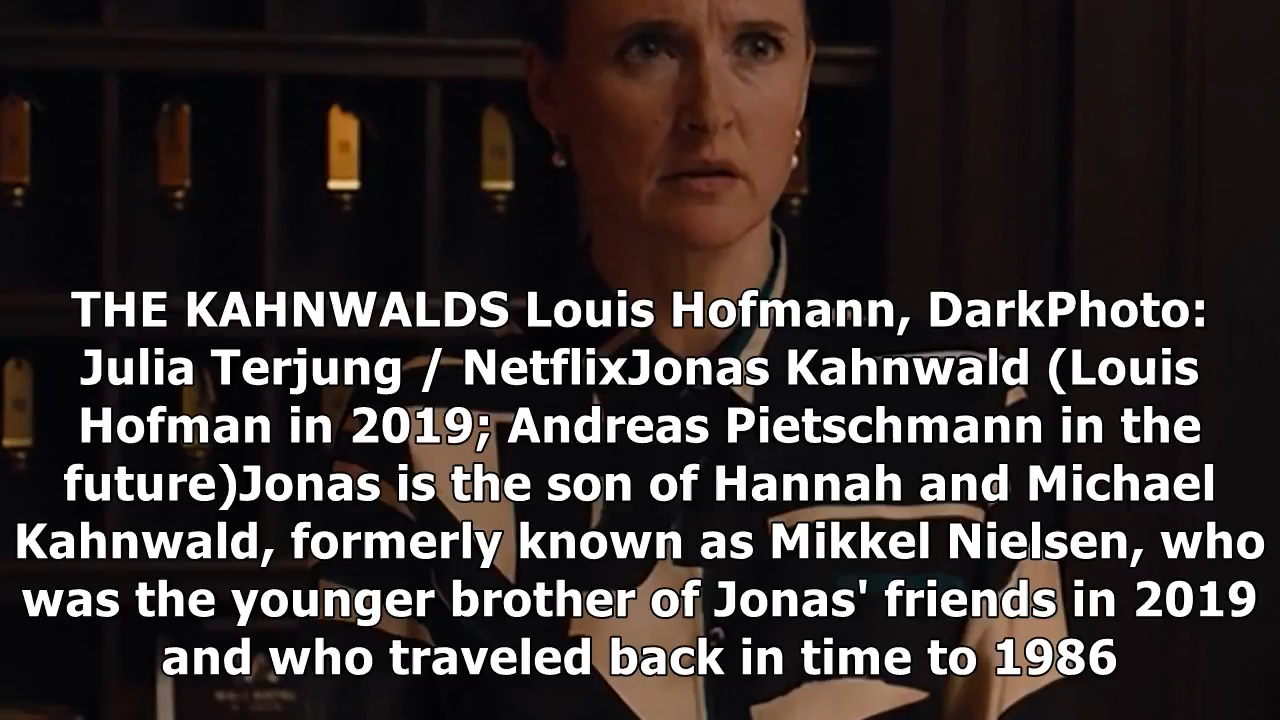 THE KAHNWALDS Louis Hofmann, DarkPhoto:
Julia Terjung / NetflixJonas Kahnwald (Louis
Hofman in 2019; Andreas Pietschmann in the
future)Jonas is the son of Hannah and Michael
Kahnwald, formerly known as Mikkel Nielsen, who
was the younger brother of Jonas' friends in 2019
and who traveled back in time to 1986